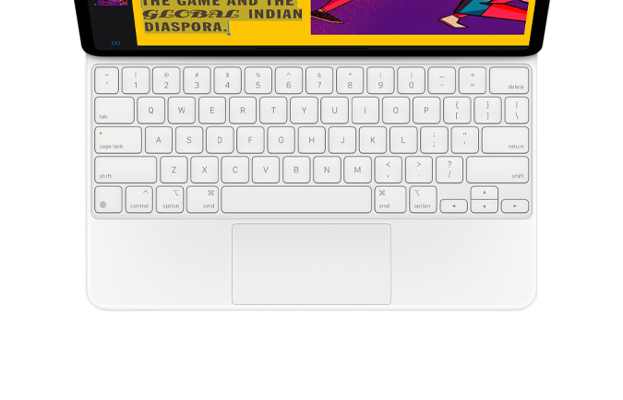 THE GAME AND THE
GLOBAL INDIAN
DIASPORA.
~ ! @ # $ % ^ & * ( ) — +
` 1 2 3 4 5 6 7 8 9 0 - = delete
tab Q W E R T Y U I O P { [ } ] | \
caps lock A S D F G H J K L : ; " ' return
shift Z X C V B N M < , > . ? / shift
control option cmd ⌘ ⌘ cmd option